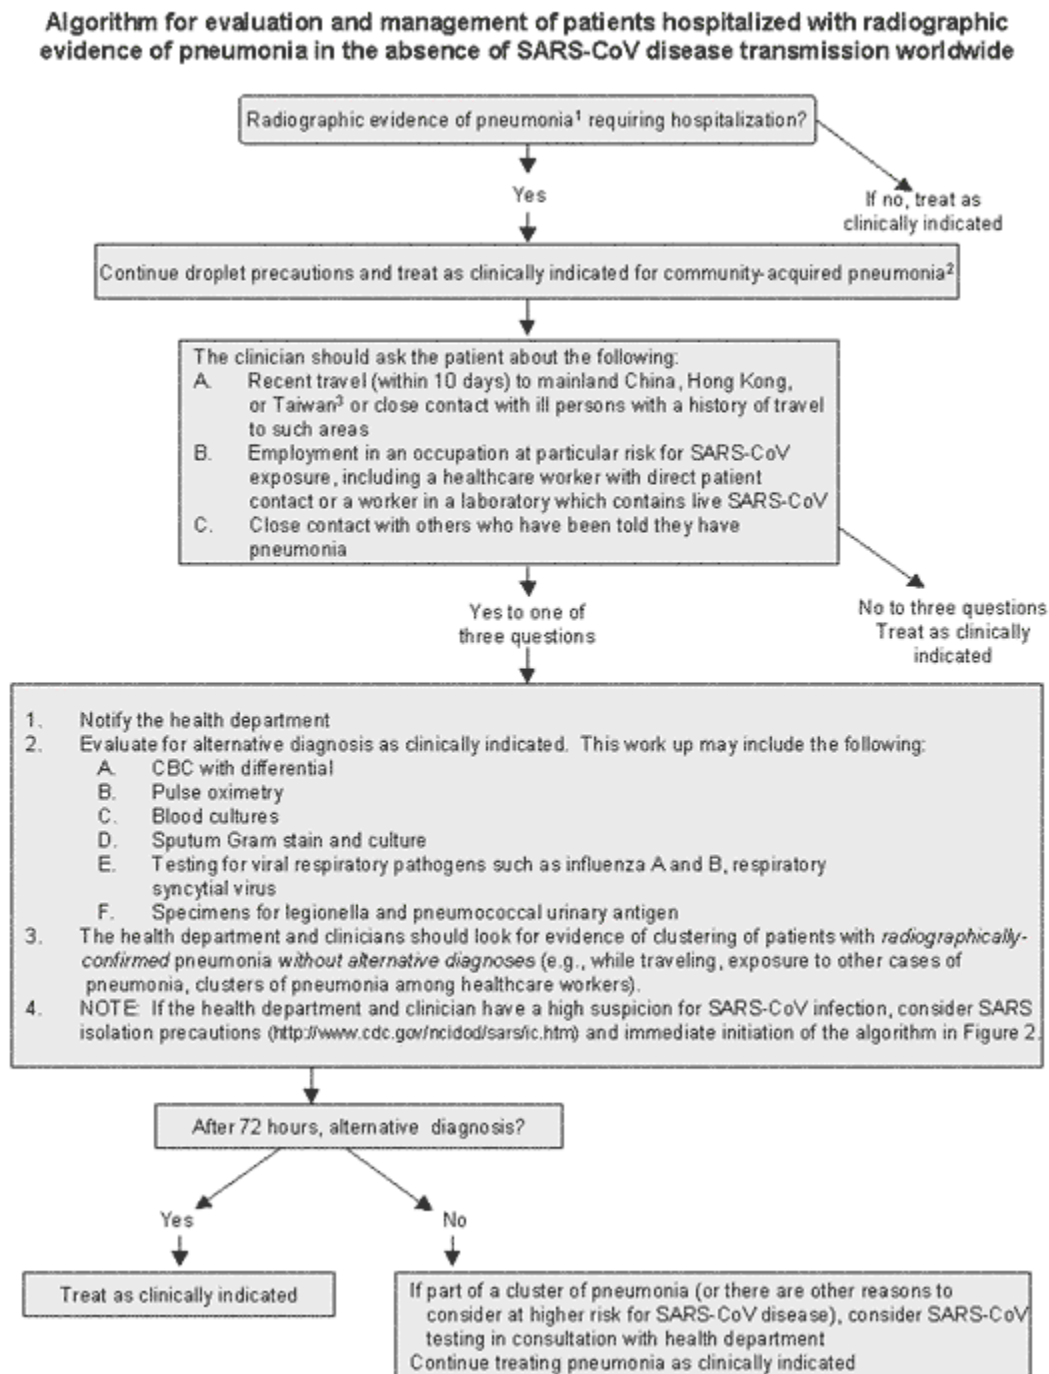 Algorithm for evaluation and management of patients hospitalized with radiographic
evidence of pneumonia in the absence of SARS-CoV disease transmission worldwide
Radiographic evidence of pneumonia¹ requiring hospitalization?
Yes
If no, treat as
clinically indicated
Continue droplet precautions and treat as clinically indicated for community-acquired pneumonia²
The clinician should ask the patient about the following:
A. Recent travel (within 10 days) to mainland China, Hong Kong,
or Taiwan³ or close contact with ill persons with a history of travel
to such areas
B. Employment in an occupation at particular risk for SARS-CoV
exposure, including a healthcare worker with direct patient
contact or a worker in a laboratory which contains live SARS-CoV
C. Close contact with others who have been told they have
pneumonia
Yes to one of
three questions
No to three questions
Treat as clinically
indicated
1. Notify the health department
2. Evaluate for alternative diagnosis as clinically indicated. This work up may include the following:
A. CBC with differential
B. Pulse oximetry
C. Blood cultures
D. Sputum Gram stain and culture
E. Testing for viral respiratory pathogens such as influenza A and B, respiratory
syncytial virus
F. Specimens for legionella and pneumococcal urinary antigen
3. The health department and clinicians should look for evidence of clustering of patients with radiographically-
confirmed pneumonia without alternative diagnoses (e.g., while traveling, exposure to other cases of
pneumonia, clusters of pneumonia among healthcare workers).
4. NOTE: If the health department and clinician have a high suspicion for SARS-CoV infection, consider SARS
isolation precautions (http://www.cdc.gov/ncidod/sars/ic.htm) and immediate initiation of the algorithm in Figure 2.
After 72 hours, alternative diagnosis?
Yes
No
Treat as clinically indicated
If part of a cluster of pneumonia (or there are other reasons to
consider at higher risk for SARS-CoV disease), consider SARS-CoV
testing in consultation with health department
Continue treating pneumonia as clinically indicated